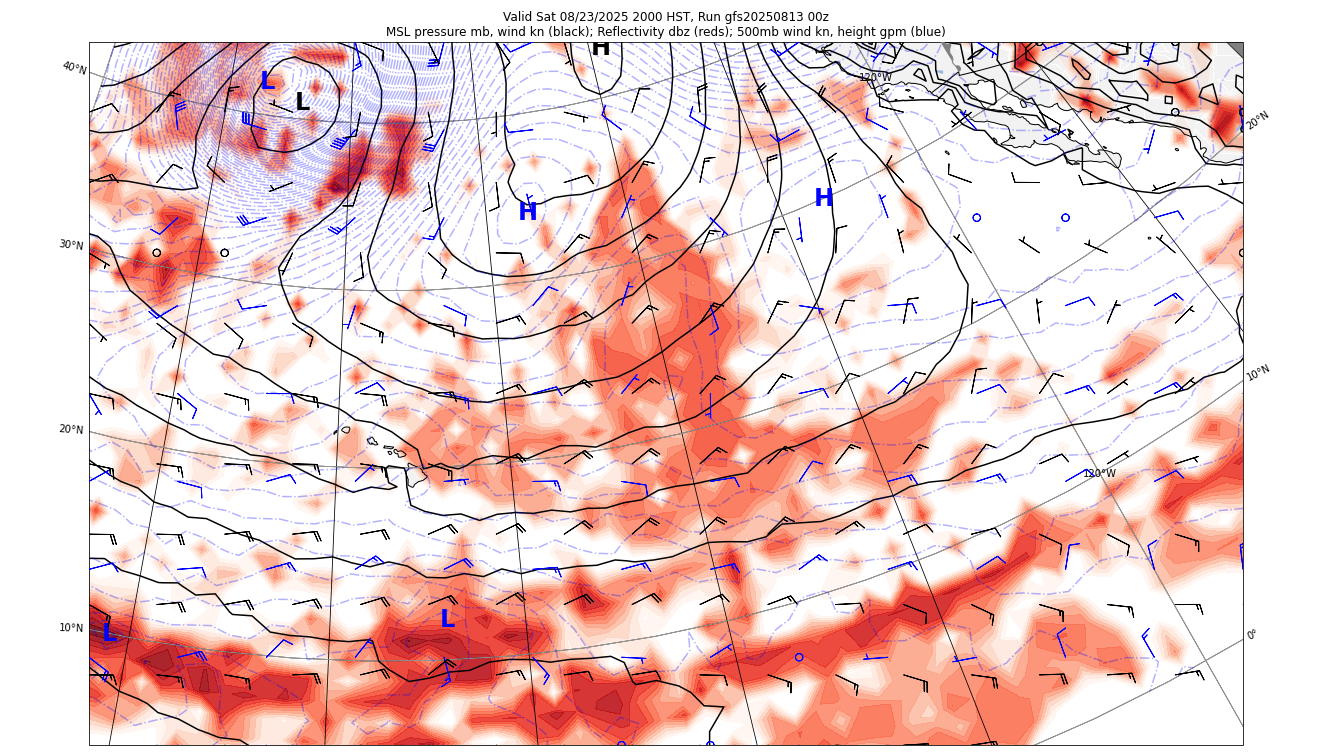 Valid Sat 08/23/2025 2000 HST, Run gfs20250813 00z
MSL pressure mb, wind kn (black); Reflectivity dbz (reds); 500mb wind kn, height gpm (blue)
H
40°N
L
L
120°W
20°N
H
H
30°N
10°N
20°N
120°W
L
10°N
L
0°